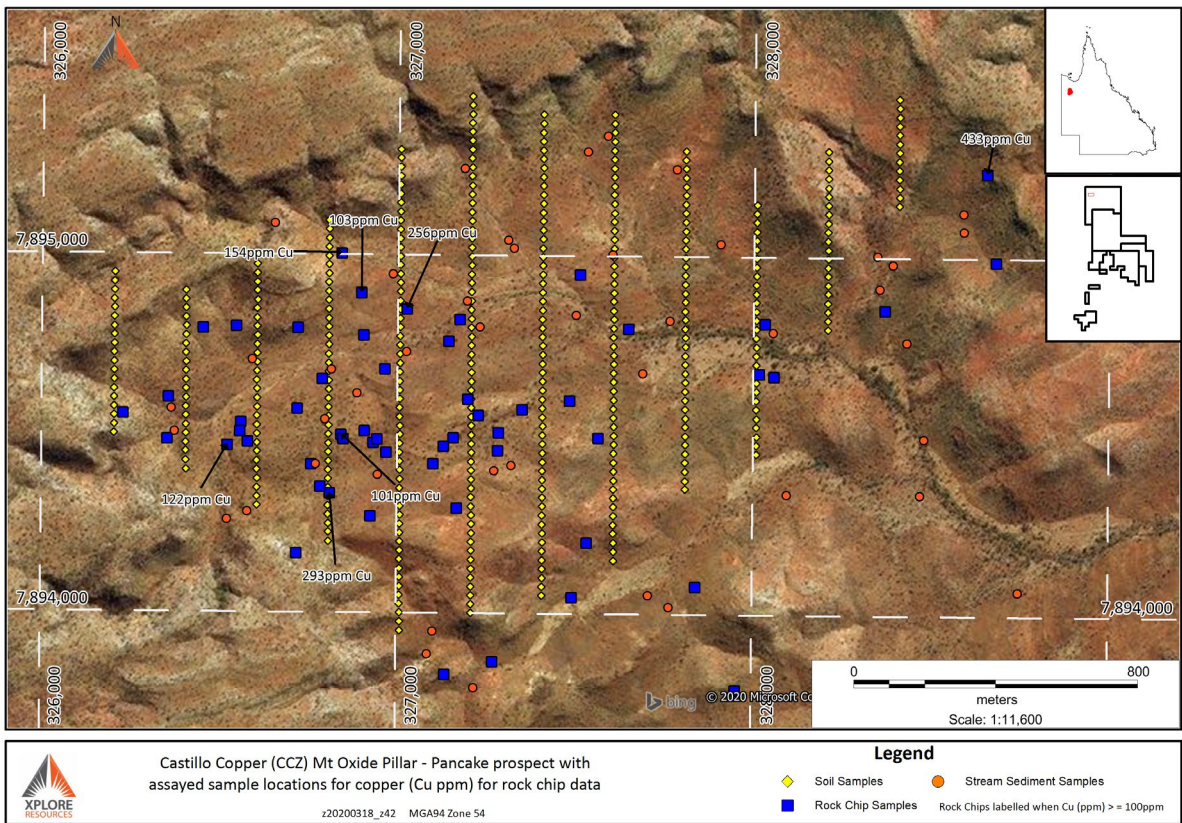 N
326,000
327,000
328,000
433ppm Cu
103ppm Cu
256ppm Cu
7,895,000
154ppm Cu
122ppm Cu
101ppm Cu
293ppm Cu
7,894,000
7,894,000
326,000
327,000
328,000
bing © 2020 Microsoft Co
0 800
meters
Scale: 1:11,600
XPLORE
RESOURCES
Castillo Copper (CCZ) Mt Oxide Pillar - Pancake prospect with
assayed sample locations for copper (Cu ppm) for rock chip data
z20200318_z42 MGA94 Zone 54
Legend
Soil Samples Stream Sediment Samples
Rock Chip Samples Rock Chips labelled when Cu (ppm) > = 100ppm